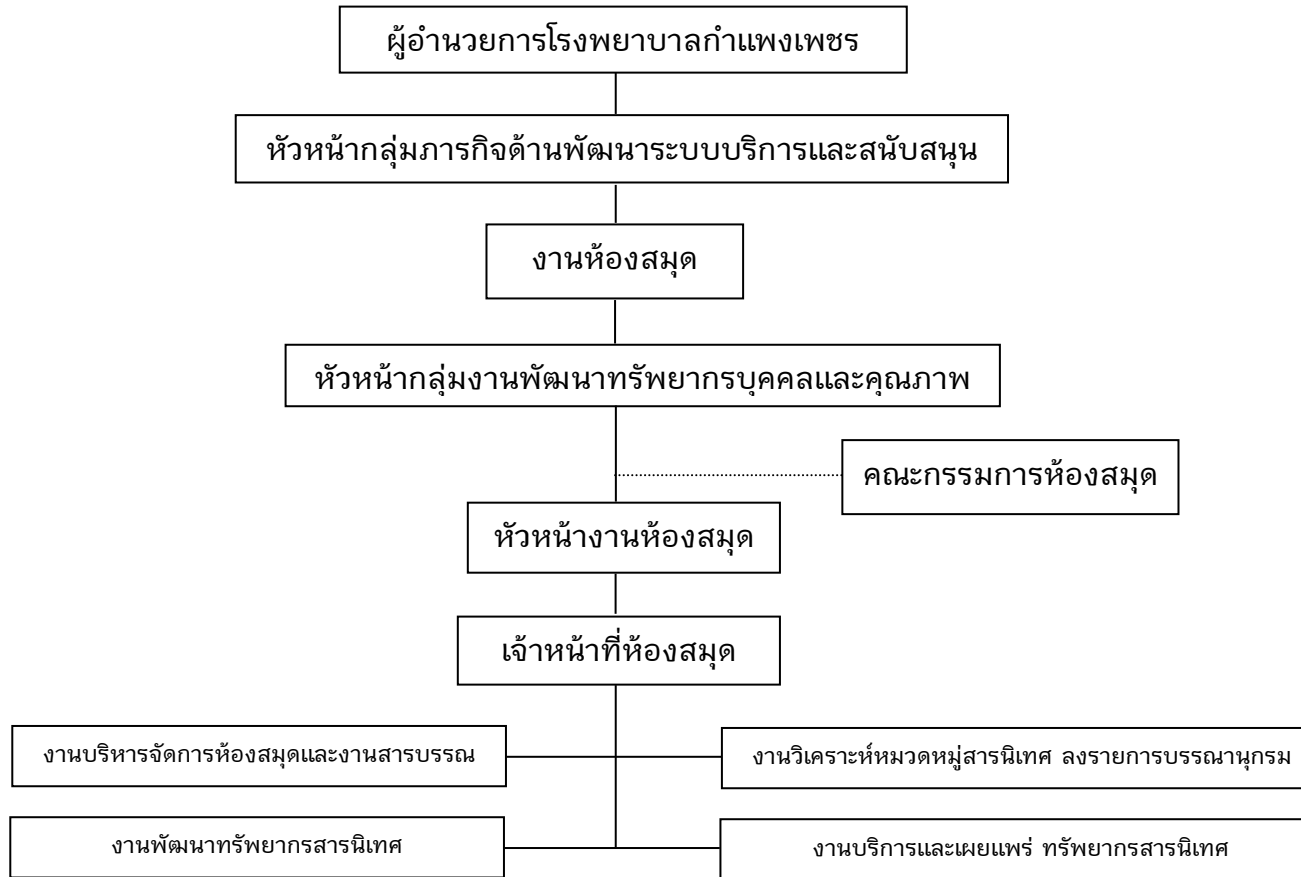 ผู้อำนวยการโรงพยาบาลกำแพงเพชร
หัวหน้ากลุ่มภารกิจด้านพัฒนาระบบบริการและสนับสนุน
งานห้องสมุด
หัวหน้ากลุ่มงานพัฒนาทรัพยากรบุคคลและคุณภาพ
คณะกรรมการห้องสมุด
หัวหน้างานห้องสมุด
เจ้าหน้าที่ห้องสมุด
งานบริหารจัดการห้องสมุดและงานสารบรรณ
งานวิเคราะห์หมวดหมู่สารนิเทศ ลงรายการบรรณานุกรม
งานพัฒนาทรัพยากรสารนิเทศ
งานบริการและเผยแพร่ ทรัพยากรสารนิเทศ